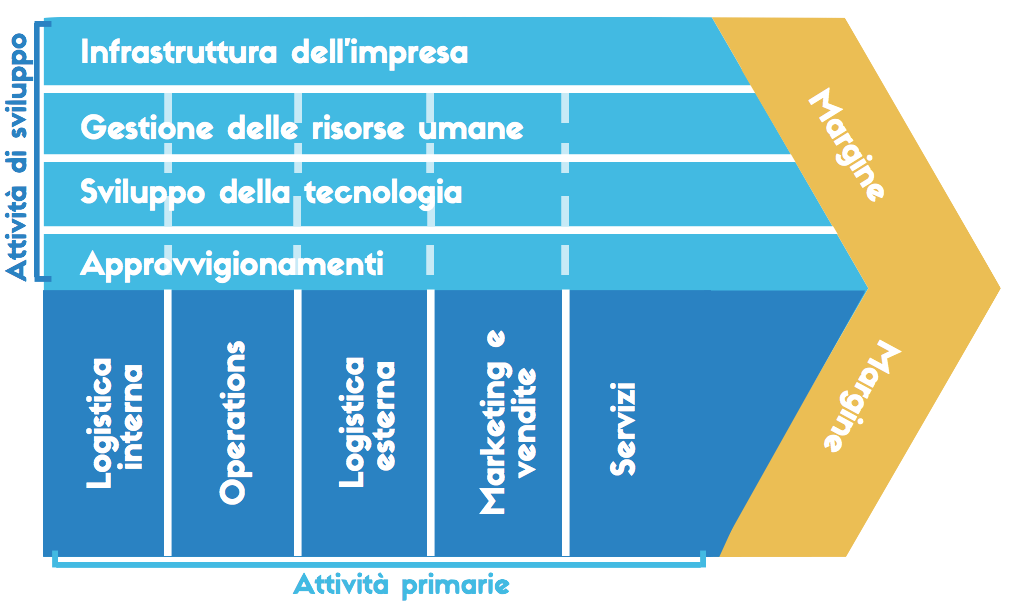 Attività di sviluppo
Infrastruttura dell'impresa
Gestione delle risorse umane
Sviluppo della tecnologia
Appravvigionamenti
Margine
Margine
Logistica
interna
Operations
Logistica
esterna
Marketing e
vendite
Servizi
Attività primarie